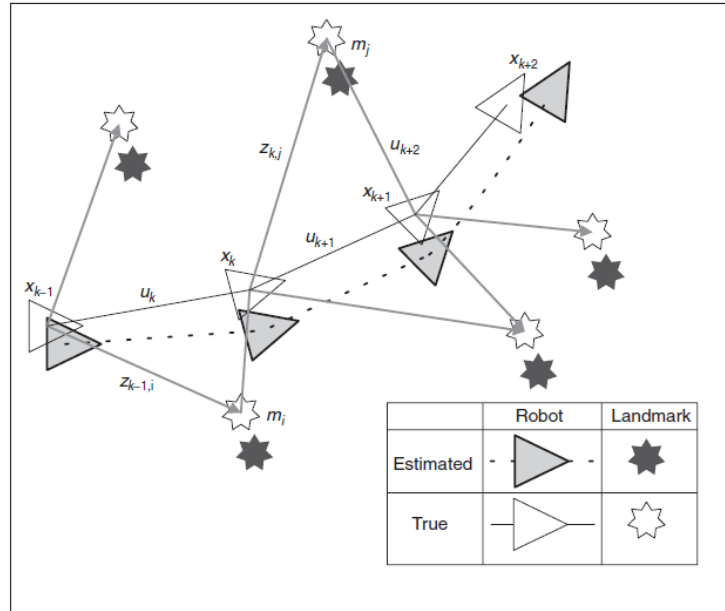 m_j
x_{k+2}
z_{k,j}
u_{k+2}
x_{k+1}
u_{k+1}
x_k
x_{k−1}
u_k
z_{k−1,i}
m_i
Robot Landmark
Estimated
True